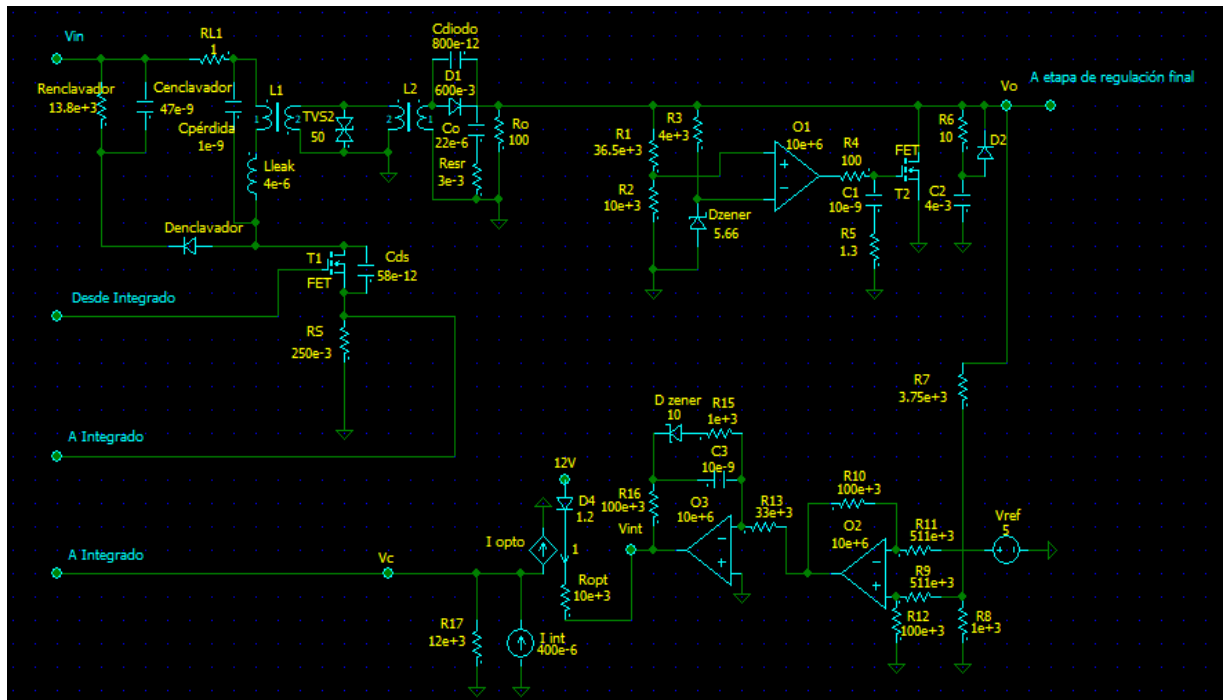 Vin
RL1
1
Renclavador
13.8e+3
Cenclavador
47e-9
Cpérdida
1e-9
L1
1
2
TVS2
50
L2
2
1
Cdiodo
800e-12
D1
600e-3
Co
22e-6
Resr
3e-3
Ro
100
Lleak
4e-6
Denclavador
T1
FET
Cds
58e-12
RS
250e-3
R1
36.5e+3
R2
10e+3
R3
4e+3
Dzener
5.66
O1
10e+6
R4
100
C1
10e-9
R5
1.3
FET
T2
R6
10
D2
C2
4e-3
Vo
A etapa de regulación final
Desde Integrado
A Integrado
A Integrado
Vc
R17
12e+3
I int
400e-6
I opto
12V
D4
1.2
1
Ropt
10e+3
Vint
D zener
10
R15
1e+3
C3
10e-9
R16
100e+3
O3
10e+6
R13
33e+3
R10
100e+3
O2
10e+6
R11
511e+3
R9
511e+3
R12
100e+3
R8
1e+3
R7
3.75e+3
Vref
5